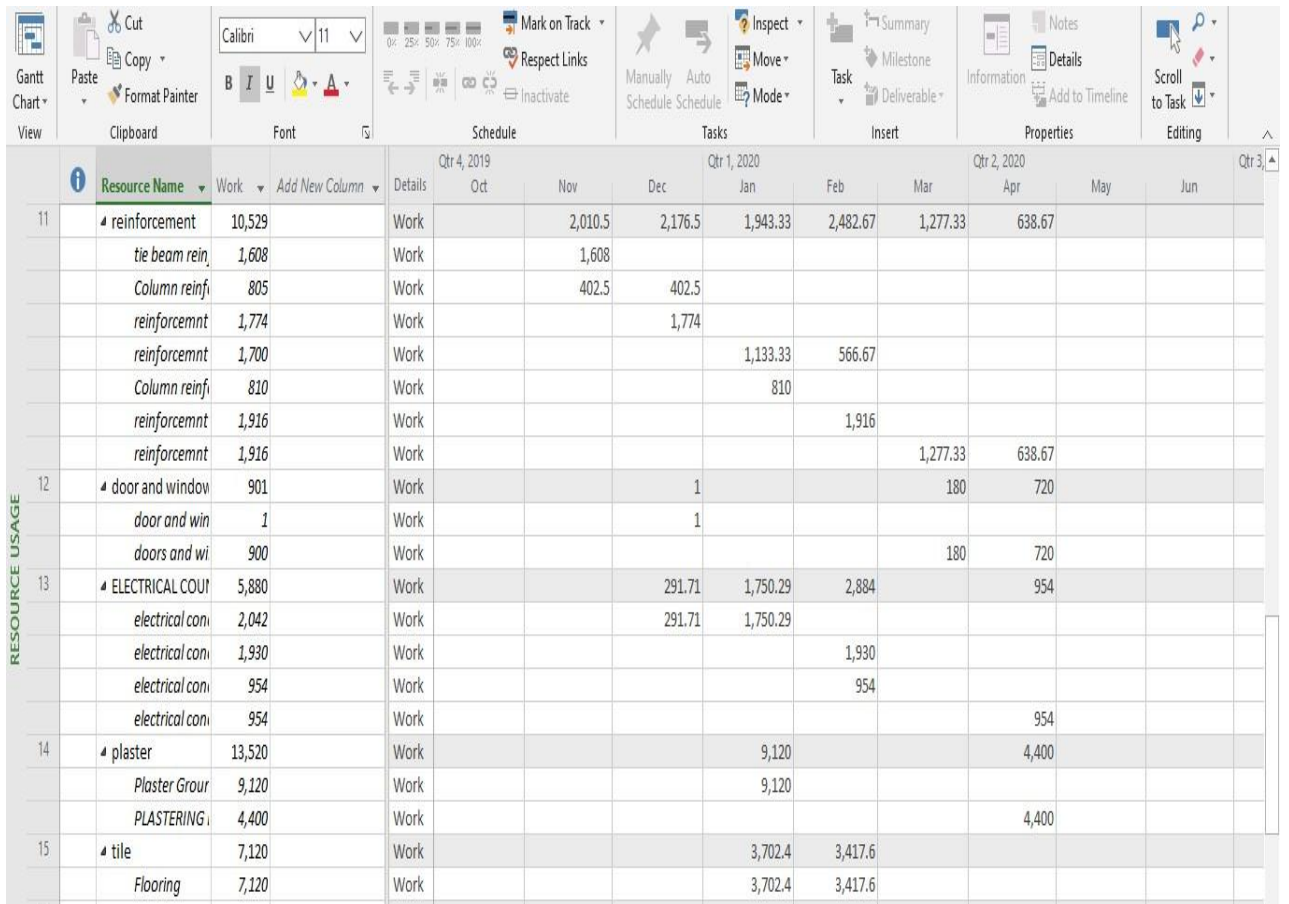 Cut
Copy
Format Painter
Paste
Gantt Chart
Calibri 11
B I U A
0% 25% 50% 75% 100%
Mark on Track
Respect Links
Inactivate
Manually Schedule Auto Schedule
Inspect
Move
Mode
Task
Summary
Milestone
Deliverable
Information
Notes
Details
Add to Timeline
Scroll to Task
View Clipboard Font Schedule Tasks Insert Properties Editing
Qtr 4, 2019 Qtr 1, 2020 Qtr 2, 2020 Qtr 3,
Resource Name Work Add New Column Details Oct Nov Dec Jan Feb Mar Apr May Jun
11 reinforcement 10,529 Work 2,010.5 2,176.5 1,943.33 2,482.67 1,277.33 638.67
tie beam rein 1,608 Work 1,608
Column reinf 805 Work 402.5 402.5
reinforcemnt 1,774 Work 1,774
reinforcemnt 1,700 Work 1,133.33 566.67
Column reinf 810 Work 810
reinforcemnt 1,916 Work 1,916
reinforcemnt 1,916 Work 1,277.33 638.67
12 door and window 901 Work 1 180 720
door and win 1 Work 1
doors and wi 900 Work 180 720
13 ELECTRICAL COUN 5,880 Work 291.71 1,750.29 2,884 954
electrical con 2,042 Work 291.71 1,750.29
electrical con 1,930 Work 1,930
electrical con 954 Work 954
electrical con 954 Work 954
14 plaster 13,520 Work 9,120 4,400
Plaster Groun 9,120 Work 9,120
PLASTERING 4,400 Work 4,400
15 tile 7,120 Work 3,702.4 3,417.6
Flooring 7,120 Work 3,702.4 3,417.6
RESOURCE USAGE